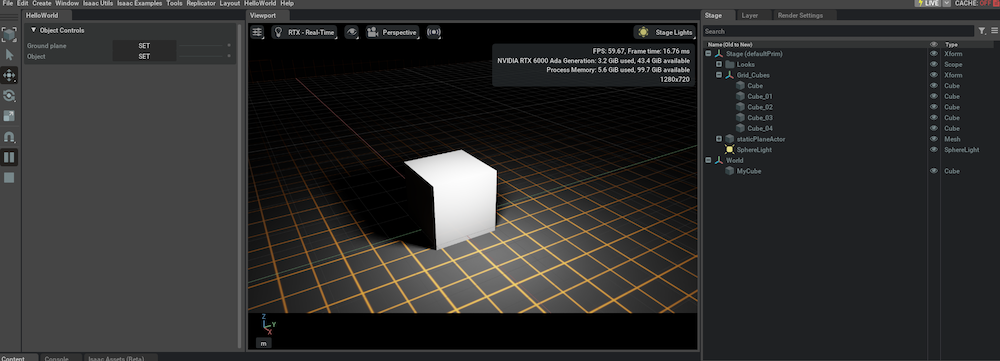 File Edit Create Window Isaac Utils Isaac Examples Tools Replicator Layout HelloWorld Help
LIVE CACHE: OFF
HelloWorld
Viewport
Stage Layer Render Settings
Object Controls
Ground plane SET
Object SET
RTX - Real-Time
Perspective
Stage Lights
FPS: 59.67, Frame time: 16.76 ms
NVIDIA RTX 6000 Ada Generation: 3.2 GiB used, 43.4 GiB available
Process Memory: 5.6 GiB used, 99.7 GiB available
1280x720
Z
Y
X
m
Search
Name (Old to New) Type
Stage (defaultPrim) Xform
Looks Scope
Grid_Cubes Xform
Cube Cube
Cube_01 Cube
Cube_02 Cube
Cube_03 Cube
Cube_04 Cube
staticPlaneActor Mesh
SphereLight SphereLight
World
MyCube Cube
Content Console Isaac Assets (Beta)